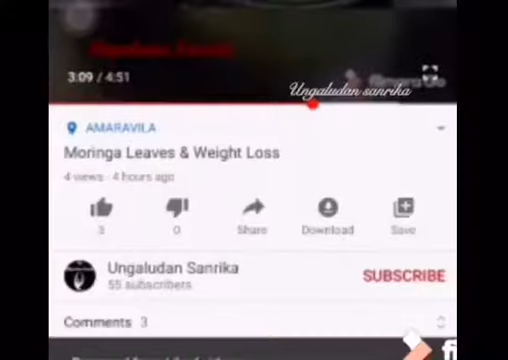 3:09 / 4:51
Ungaludan sanrika
AMARAVILA
Moringa Leaves & Weight Loss
4 views · 4 hours ago
3
0
Share
Download
Save
Ungaludan Sanrika
55 subscribers
SUBSCRIBE
Comments 3